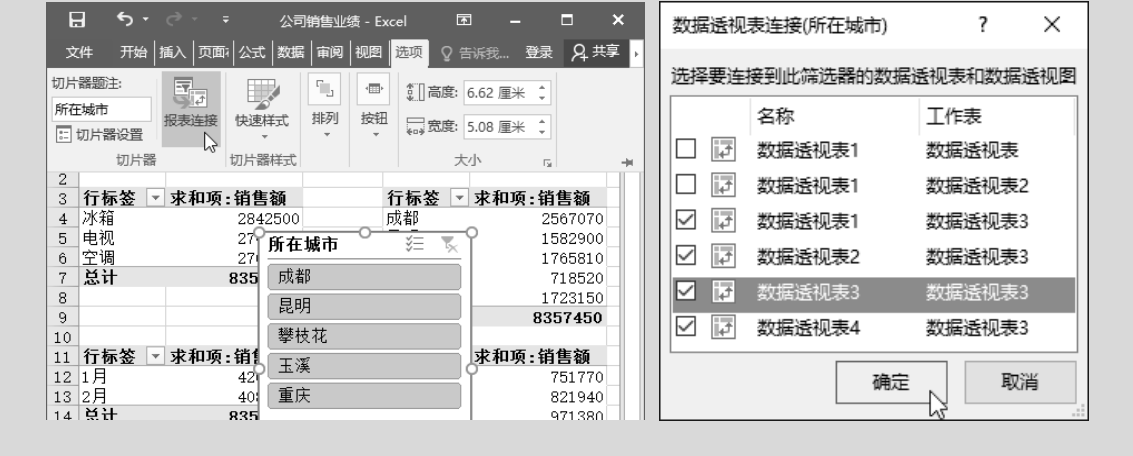 公司销售业绩 - Excel
文件 开始 插入 页面 公式 数据 审阅 视图 选项 告诉我... 登录 共享
切片器题注:
所在城市
切片器设置
报表连接
快速样式
排列
按钮
高度: 6.62 厘米
宽度: 5.08 厘米
切片器 切片器样式 大小
2
3 行标签 求和项:销售额 行标签 求和项:销售额
4 冰箱 2842500 成都 2567070
5 电视 1582900
6 空调 1765810
7 总计 718520
8 1723150
9 8357450
10
11 行标签 求和项:销售额 求和项:销售额
12 1月 751770
13 2月 821940
14 总计 971380
所在城市
成都
昆明
攀枝花
玉溪
重庆
数据透视表连接(所在城市) ?
选择要连接到此筛选器的数据透视表和数据透视图
名称 工作表
数据透视表1 数据透视表
数据透视表1 数据透视表2
数据透视表1 数据透视表3
数据透视表2 数据透视表3
数据透视表3 数据透视表3
数据透视表4 数据透视表3
确定 取消